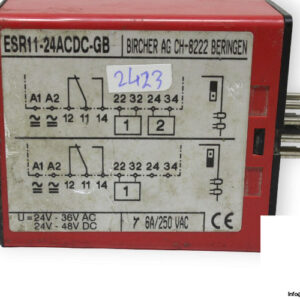 ESR11-24ACDC-GB BIRCHER AG CH-6222 BERINGEN
2423
A1 A2 12 11 14 22 32 24 34
1 2
A1 A2 12 11 14 22 32 24 34
1
U=24V - 36V AC
24V - 48V DC
6A/250 VAC CE